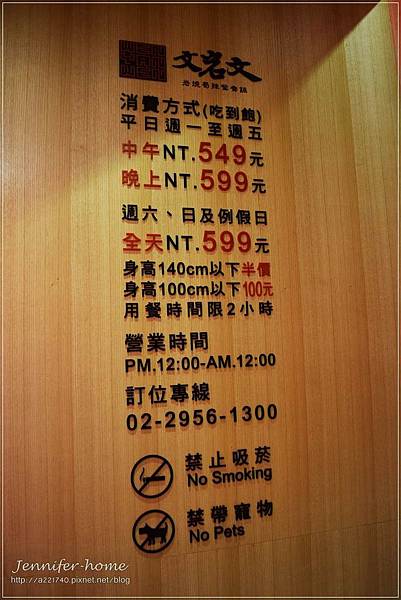 文岩文
消費方式(吃到飽)
平日週一至週五
中午NT.549元
晚上NT.599元
週六、日及例假日
全天NT.599元
身高140cm以下半價
身高100cm以下100元
用餐時間限2小時
營業時間
PM.12:00-AM.12:00
訂位專線
02-2956-1300
禁止吸菸
No Smoking
禁帶寵物
No Pets
Jennifer-home
http://a221740.pixnet.net/blog